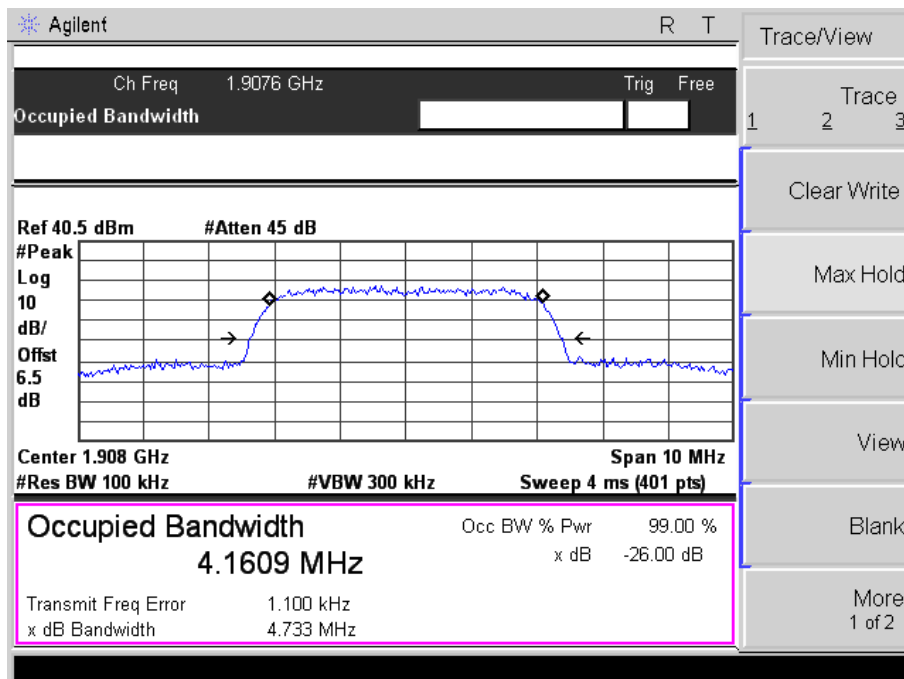 Agilent R T
Trace/View
Ch Freq 1.9076 GHz Trig Free
Occupied Bandwidth
Trace
1 2 3
Clear Write
Max Hold
Min Hold
View
Blank
More
1 of 2
Ref 40.5 dBm #Atten 45 dB
#Peak
Log
10
dB/
Offst
6.5
dB
Center 1.908 GHz Span 10 MHz
#Res BW 100 kHz #VBW 300 kHz Sweep 4 ms (401 pts)
Occupied Bandwidth Occ BW % Pwr 99.00 %
4.1609 MHz x dB -26.00 dB
Transmit Freq Error 1.100 kHz
x dB Bandwidth 4.733 MHz